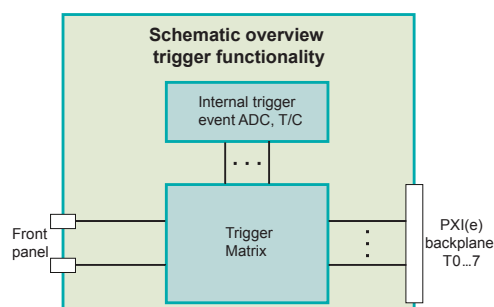 Schematic overview
trigger functionality
Internal trigger
event ADC, T/C
Front
panel
Trigger
Matrix
PXI(e)
backplane
T0...7